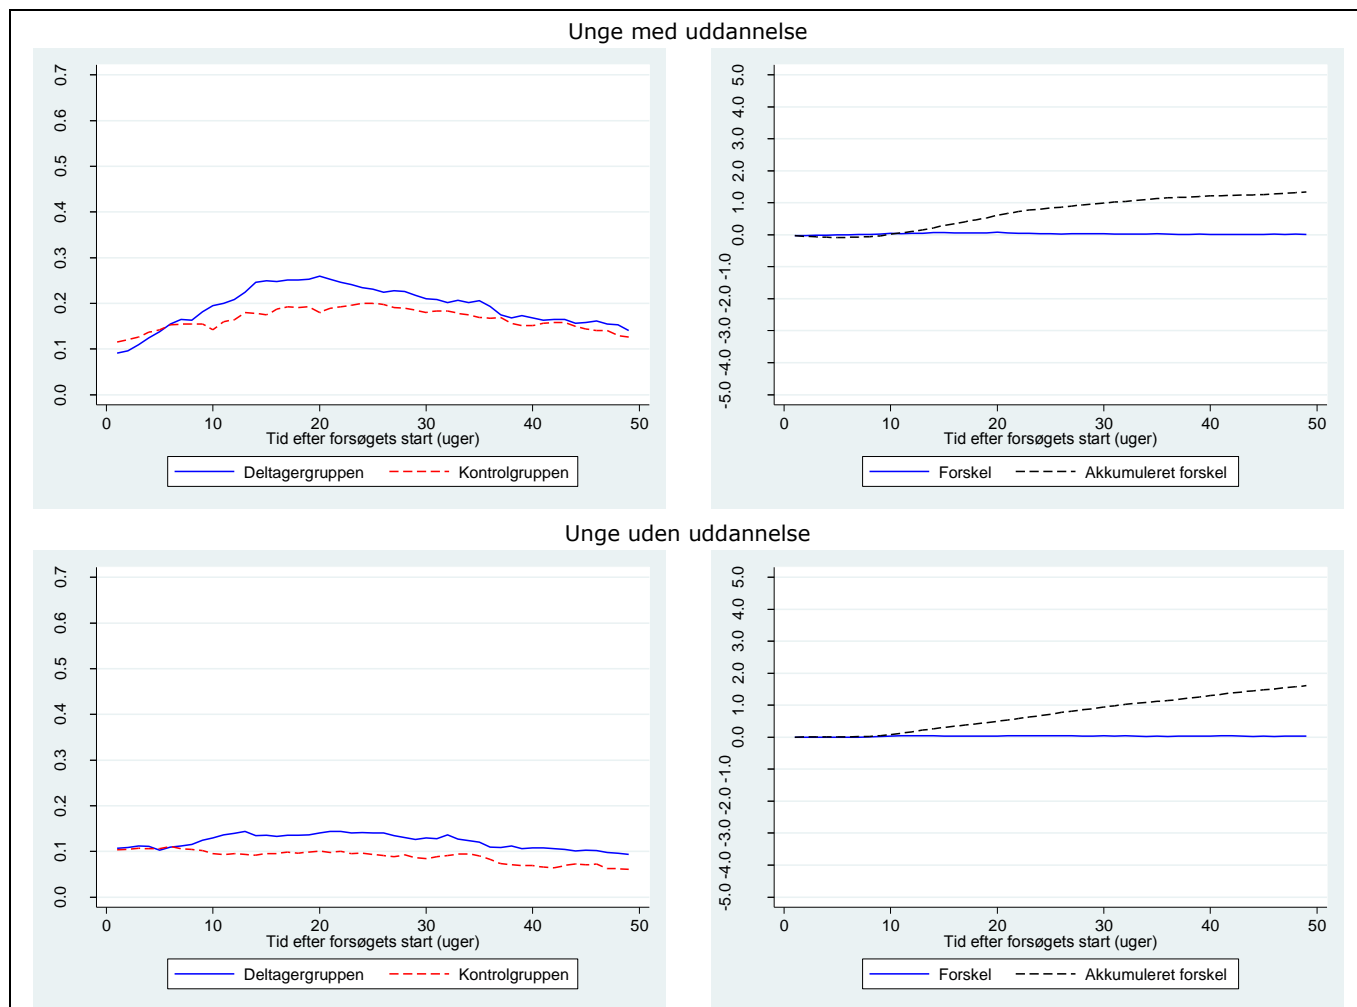 Unge med uddannelse
0.7
0.6
0.5
0.4
0.3
0.2
0.1
0.0
0 10 20 30 40 50
Tid efter forsøgets start (uger)
Deltagergruppen Kontrolgruppen
5.0
4.0
3.0
2.0
1.0
0.0
-1.0
-2.0
-3.0
-4.0
-5.0
0 10 20 30 40 50
Tid efter forsøgets start (uger)
Forskel Akkumuleret forskel
Unge uden uddannelse
0.7
0.6
0.5
0.4
0.3
0.2
0.1
0.0
0 10 20 30 40 50
Tid efter forsøgets start (uger)
Deltagergruppen Kontrolgruppen
5.0
4.0
3.0
2.0
1.0
0.0
-1.0
-2.0
-3.0
-4.0
-5.0
0 10 20 30 40 50
Tid efter forsøgets start (uger)
Forskel Akkumuleret forskel